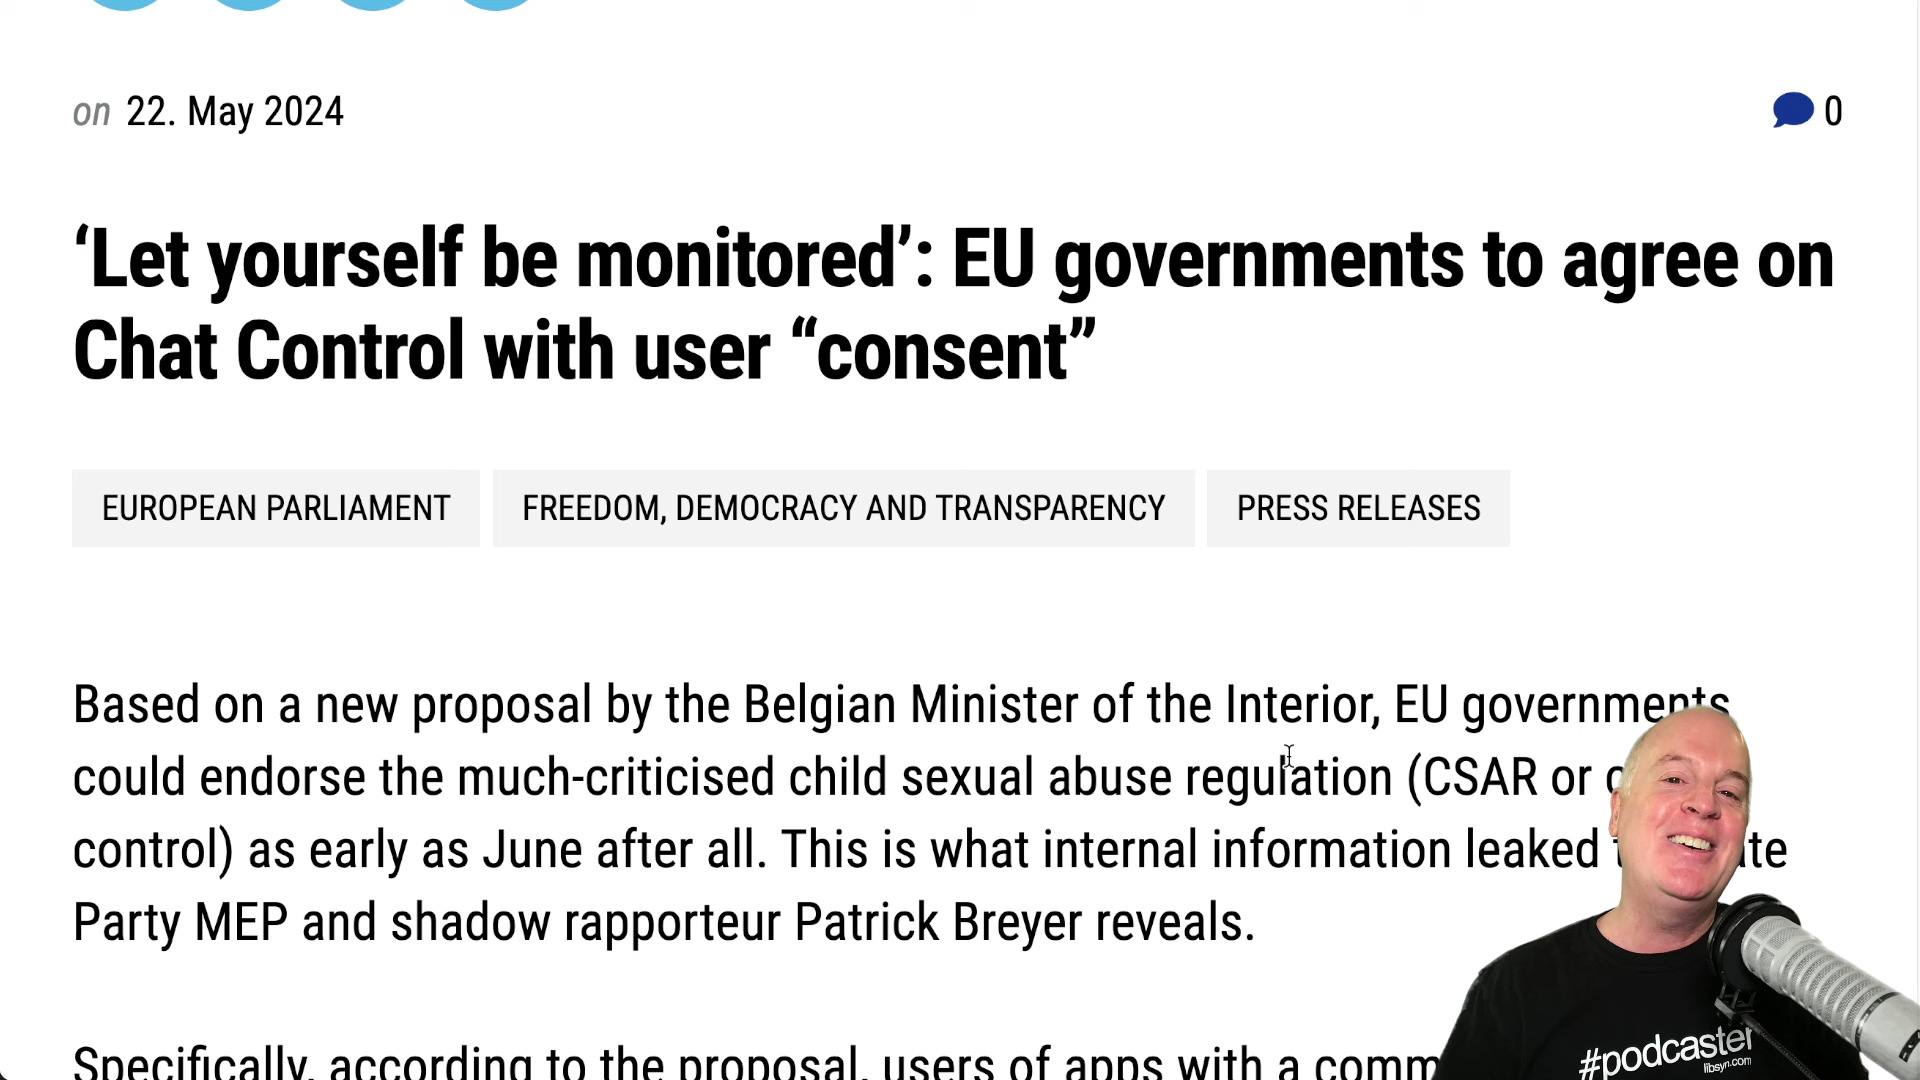 on 22. May 2024
0
‘Let yourself be monitored’: EU governments to agree on
Chat Control with user “consent”
EUROPEAN PARLIAMENT
FREEDOM, DEMOCRACY AND TRANSPARENCY
PRESS RELEASES
Based on a new proposal by the Belgian Minister of the Interior, EU governments
could endorse the much-criticised child sexual abuse regulation (CSAR or
control) as early as June after all. This is what internal information leaked
Party MEP and shadow rapporteur Patrick Breyer reveals.
Specifically, according to the proposal, users of apps with a
#podcaster
libsyn.com